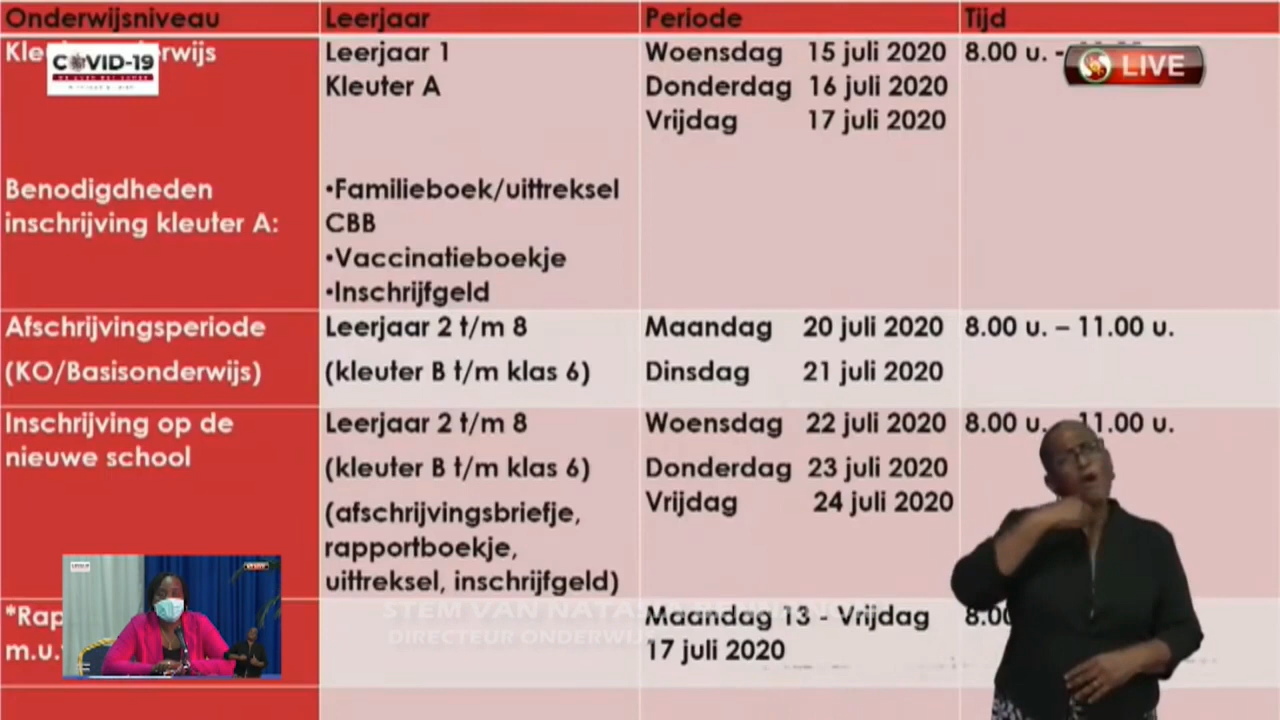 Onderwijsniveau Leerjaar Periode Tijd
Leerjaar 1 Woensdag 15 juli 2020 8.00 u. -
COVID-19
LIVE
Kleuter A Donderdag 16 juli 2020
Vrijdag 17 juli 2020
Benodigdheden •Familieboek/uittreksel
inschrijving kleuter A: CBB
•Vaccinatieboekje
•Inschrijfgeld
Afschrijvingsperiode Leerjaar 2 t/m 8 Maandag 20 juli 2020 8.00 u. – 11.00 u.
(KO/Basisonderwijs) (kleuter B t/m klas 6) Dinsdag 21 juli 2020
Inschrijving op de Leerjaar 2 t/m 8 Woensdag 22 juli 2020 8.00 u. 11.00 u.
nieuwe school (kleuter B t/m klas 6) Donderdag 23 juli 2020
(afschrijvingsbriefje, Vrijdag 24 juli 2020
rapportboekje,
uittreksel, inschrijfgeld)
Maandag 13 - Vrijdag
STEM VAN
17 juli 2020
DIRECTEUR ONDERWIJS